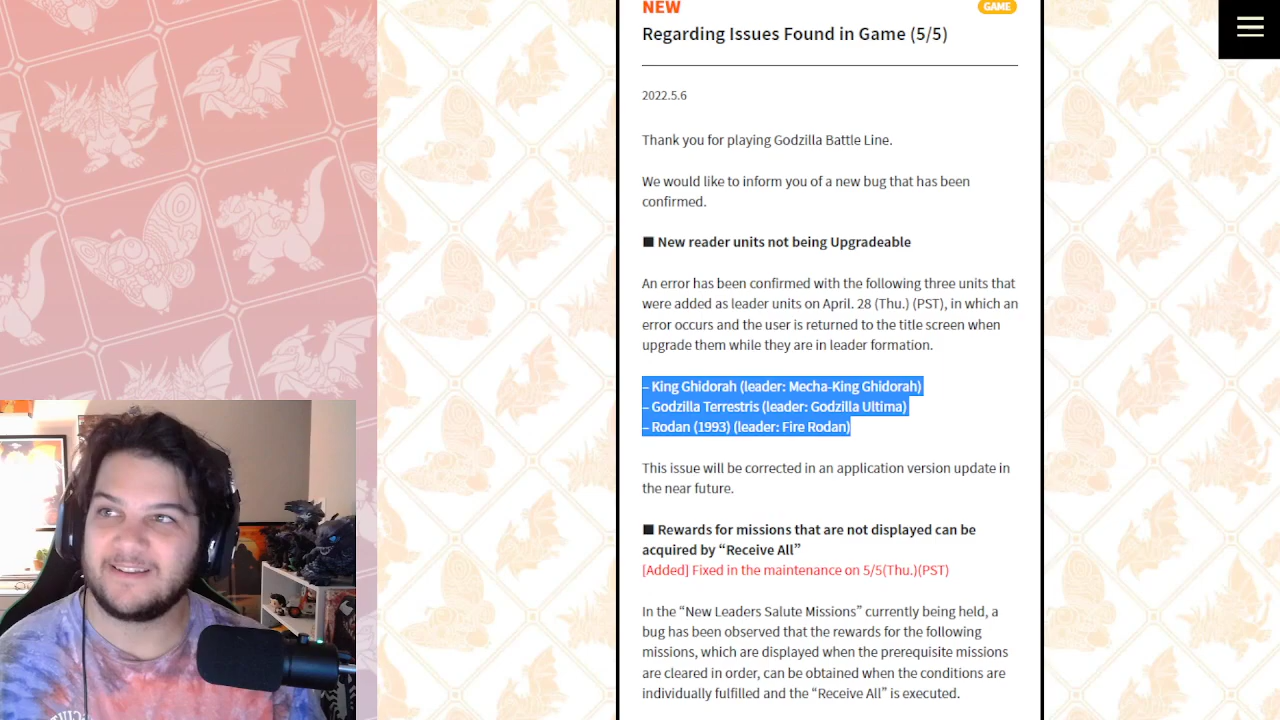 NEW
GAME
Regarding Issues Found in Game (5/5)
2022.5.6
Thank you for playing Godzilla Battle Line.
We would like to inform you of a new bug that has been
confirmed.
■ New reader units not being Upgradeable
An error has been confirmed with the following three units that
were added as leader units on April. 28 (Thu.) (PST), in which an
error occurs and the user is returned to the title screen when
upgrade them while they are in leader formation.
– King Ghidorah (leader: Mecha-King Ghidorah)
– Godzilla Terrestris (leader: Godzilla Ultima)
– Rodan (1993) (leader: Fire Rodan)
This issue will be corrected in an application version update in
the near future.
■ Rewards for missions that are not displayed can be
acquired by “Receive All”
[Added] Fixed in the maintenance on 5/5(Thu.)(PST)
In the “New Leaders Salute Missions” currently being held, a
bug has been observed that the rewards for the following
missions, which are displayed when the prerequisite missions
are cleared in order, can be obtained when the conditions are
individually fulfilled and the “Receive All” is executed.